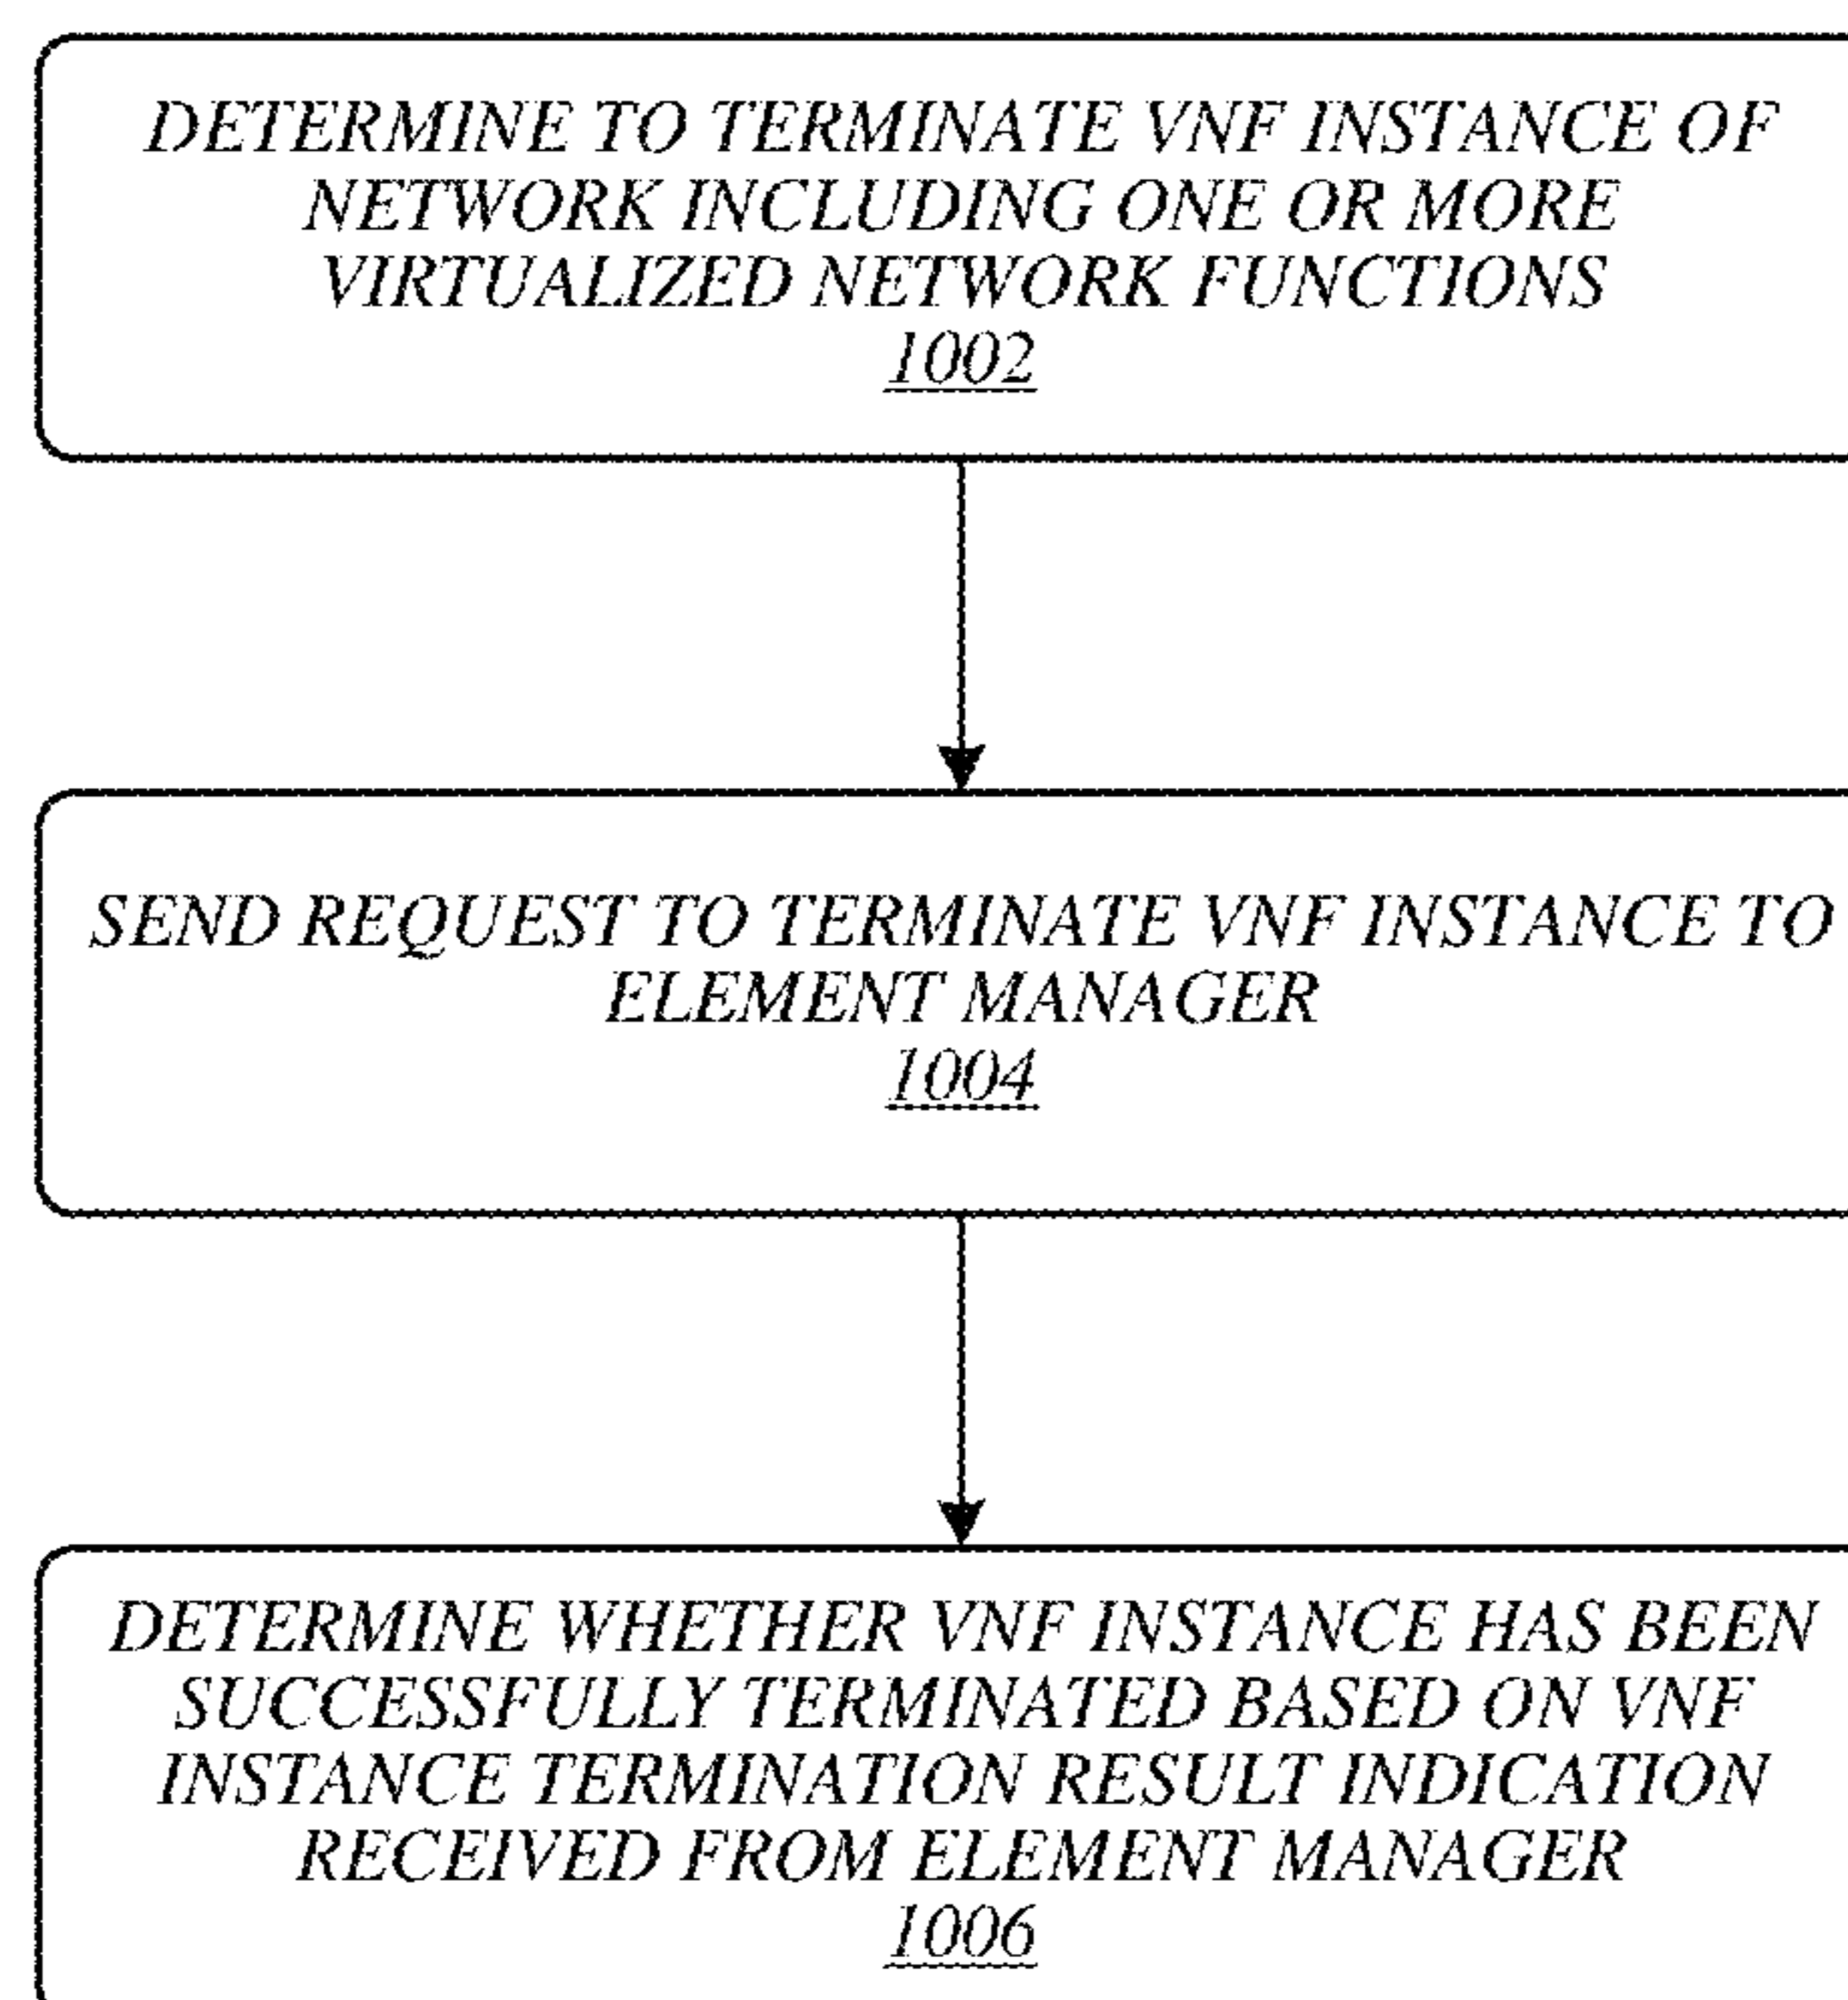 DETERMINE TO TERMINATE VNF INSTANCE OF
NETWORK INCLUDING ONE OR MORE
VIRTUALIZED NETWORK FUNCTIONS
1002
SEND REQUEST TO TERMINATE VNF INSTANCE TO
ELEMENT MANAGER
1004
DETERMINE WHETHER VNF INSTANCE HAS BEEN
SUCCESSFULLY TERMINATED BASED ON VNF
INSTANCE TERMINATION RESULT INDICATION
RECEIVED FROM ELEMENT MANAGER
1006